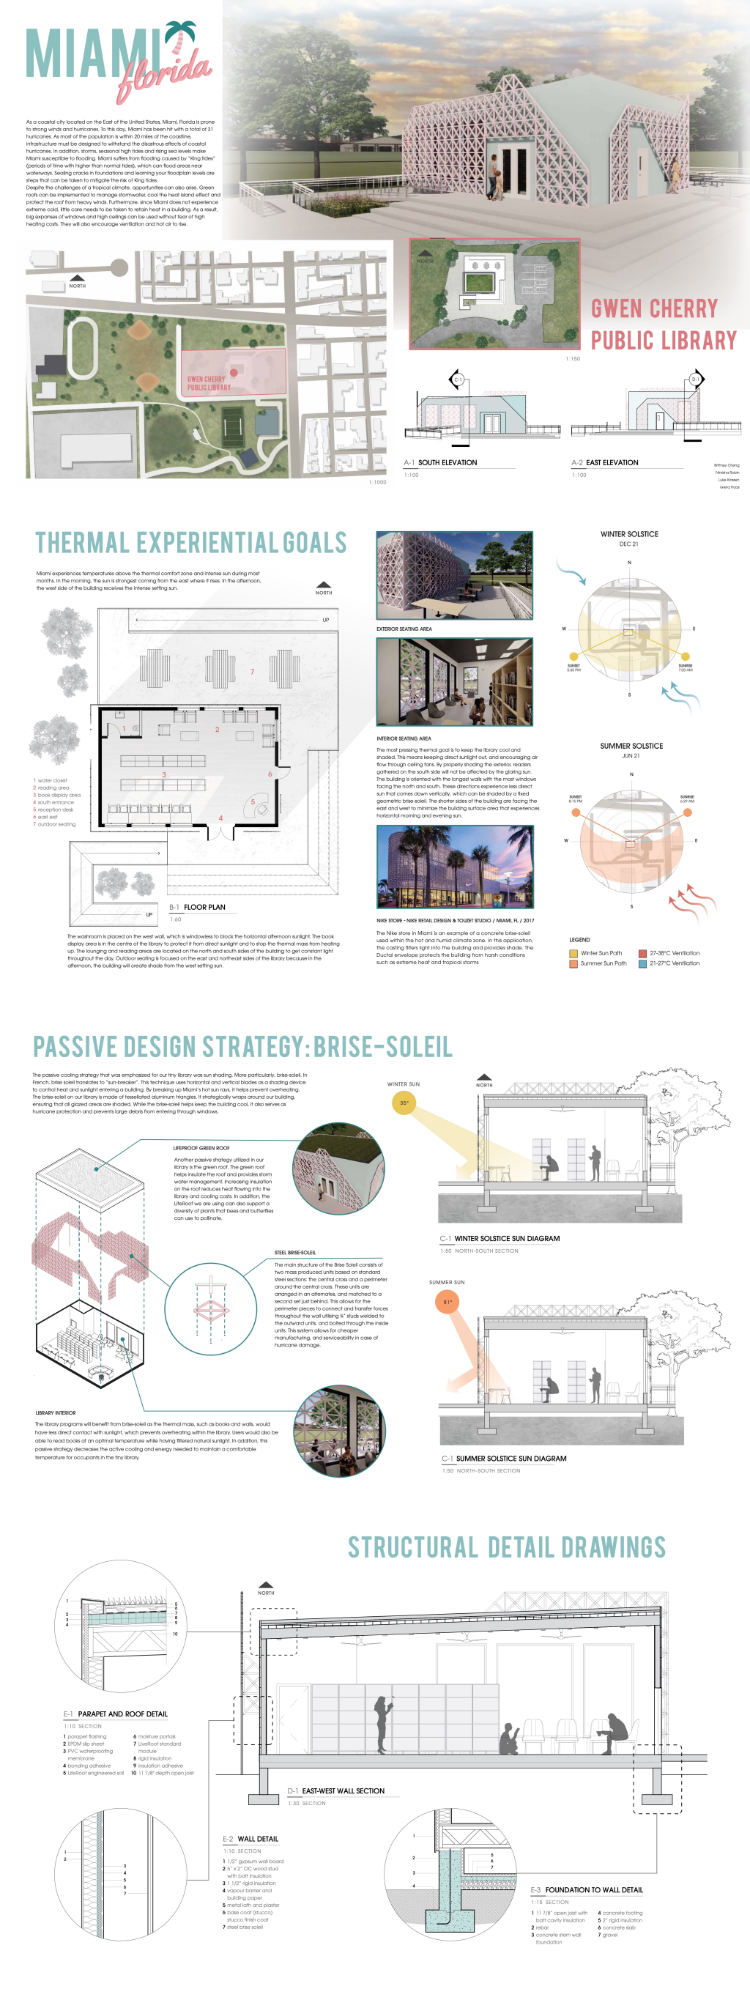 MIAMI
florida
As a coastal city located on the East of the United States, Miami, Florida is prone
to strong winds and hurricanes. To this day, Miami has been hit with a total of 31
hurricanes. As most of the population is within 20 miles of the coastline,
infrastructure must be designed to withstand the disastrous effects of coastal
hurricanes. In addition, storms, seasonal high tides and rising sea levels make
Miami susceptible to flooding. Miami suffers from flooding caused by "King tides"
(periods of time with higher than normal tides), which can flood areas near
waterways. Sealing cracks in foundations and learning your floodplain levels are
steps that can be taken to mitigate the risk of King tides.
Despite the challenges of a tropical climate, opportunities can also arise. Green
roofs can be implemented to manage stormwater, cool the heat island effect and
protect the roof from heavy winds. Furthermore, since Miami does not experience
extreme cold, little care needs to be taken to retain heat in a building. As a result,
big expanses of windows and high ceilings can be used without fear of high
heating costs. They will also encourage ventilation and hot air to rise.
NORTH
GWEN CHERRY
PUBLIC LIBRARY
1:1000
NORTH
1:150
GWEN CHERRY
PUBLIC LIBRARY
C-1
D-1
A-1 SOUTH ELEVATION
1:100
A-2 EAST ELEVATION
1:100
THERMAL EXPERIENTIAL GOALS
Miami experiences temperatures above the thermal comfort zone and intense sun during most
months. In the morning, the sun is strongest coming from the east where it rises. In the afternoon,
the west side of the building receives the intense setting sun.
NORTH
UP
7
1
2
3
6
5
4
1 water closet
2 reading area
3 book display area
4 south entrance
5 reception desk
6 east exit
7 outdoor seating
UP
B-1 FLOOR PLAN
1:60
The washroom is placed on the west wall, which is windowless to block the horizontal afternoon sunlight. The book
display area is in the centre of the library to protect it from direct sunlight and to stop the thermal mass from heating
up. The lounging and reading areas are located on the north and south sides of the building to get constant light
throughout the day. Outdoor seating is focused on the east and northeast sides of the library because in the
afternoon, the building will create shade from the west setting sun.
EXTERIOR SEATING AREA
INTERIOR SEATING AREA
The most pressing thermal goal is to keep the library cool and
shaded. This means keeping direct sunlight out, and encouraging air
flow through ceiling fans. By properly shading the exterior, readers
gathered on the south side will not be affected by the glaring sun.
The building is oriented with the longest walls with the most windows
facing the north and south. These directions experience less direct
sun that comes down vertically, which can be shaded by a fixed
geometric brise-soleil. The shorter sides of the building are facing the
east and west to minimize the building surface area that experiences
horizontal morning and evening sun.
NIKE STORE - NIKE RETAIL DESIGN & TOUZET STUDIO / MIAMI, FL / 2017
The Nike store in Miami is an example of a concrete brise-soleil
used within the hot and humid climate zone. In this application,
the casting filters light into the building and provides shade. The
Ductal envelope protects the building from harsh conditions
such as extreme heat and tropical storms
WINTER SOLSTICE
DEC 21
N
W
E
SUNSET
5:35 PM
SUNRISE
7:03 AM
S
SUMMER SOLSTICE
JUN 21
N
SUNSET
8:15 PM
SUNRISE
6:29 AM
W
E
S
LEGEND
Winter Sun Path
27-38°C Ventilation
Summer Sun Path
21-27°C Ventilation
PASSIVE DESIGN STRATEGY: BRISE-SOLEIL
The passive cooling strategy that was emphasized for our tiny library was sun shading. More particularly, brise-soleil. In
French, brise soleil translates to "sun-breaker". This technique uses horizontal and vertical blades as a shading device
to control heat and sunlight entering a building. By breaking up Miami's hot sun rays, it helps prevent overheating.
The brise-soleil on our library is made of tessellated aluminum triangles. It strategically wraps around our building,
ensuring that all glazed areas are shaded. While the brise-soleil helps keep the building cool, it also serves as
hurricane protection and prevents large debris from entering through windows.
LIFEPROOF GREEN ROOF
Another passive strategy utilized in our
library is the green roof. The green roof
helps insulate the roof and provides storm
water management. Increasing insulation
on the roof reduces heat flowing into the
library and cooling costs. In addition, the
LifeRoof we are using can also support a
diversity of plants that bees and butterflies
can use to pollinate.
STEEL BRISE-SOLEIL
The main structure of the Brise Soleil consists of
two mass produced units based on standard
steel sections: the central cross and a perimeter
around the central cross. These units are
arranged in an alternates, and matched to a
second set just behind. This allows for the
perimeter pieces to connect and transfer forces
throughout the wall utilising ¾" studs welded to
the outward units, and bolted through the inside
units. This system allows for cheaper
manufacturing, and serviceability in case of
hurricane damage.
LIBRARY INTERIOR
The library programs will benefit from brise-soleil as the thermal mass, such as books and walls, would
have less direct contact with sunlight, which prevents overheating within the library. Users would also be
able to read books at an optimal temperature while having filtered natural sunlight. In addition, this
passive strategy decreases the active cooling and energy needed to maintain a comfortable
temperature for occupants in the tiny library.
WINTER SUN
NORTH
C-1 WINTER SOLSTICE SUN DIAGRAM
1:50 NORTH-SOUTH SECTION
SUMMER SUN
C-1 SUMMER SOLSTICE SUN DIAGRAM
1:50 NORTH-SOUTH SECTION
STRUCTURAL DETAIL DRAWINGS
NORTH
E-1 PARAPET AND ROOF DETAIL
1:10 SECTION
1 parapet flashing
2 EPDM slip sheet
3 PVC waterproofing
membrane
4 bonding adhesive
5 LifeRoof engineered soil
6 moisture portals
7 LiveRoof standard
module
8 rigid insulation
9 insulation adhesive
10 11 7/8" depth open joist
D-1 EAST-WEST WALL SECTION
1:30 SECTION
E-2 WALL DETAIL
1:10 SECTION
1 1/2" gypsum wall board
2 6" x 2" OC wood stud
with batt insulation
3 1 1/2" rigid insulation
4 vapour barrier and
building paper
5 metal lath and plaster
6 base coat (stucco)
stucco finish coat
7 steel brise soleil
E-3 FOUNDATION TO WALL DETAIL
1:15 SECTION
1 11 7/8" open joist with
batt cavity insulation
2 rebar
3 concrete stem wall
foundation
4 concrete footing
5 2" rigid insulation
6 concrete slab
7 gravel